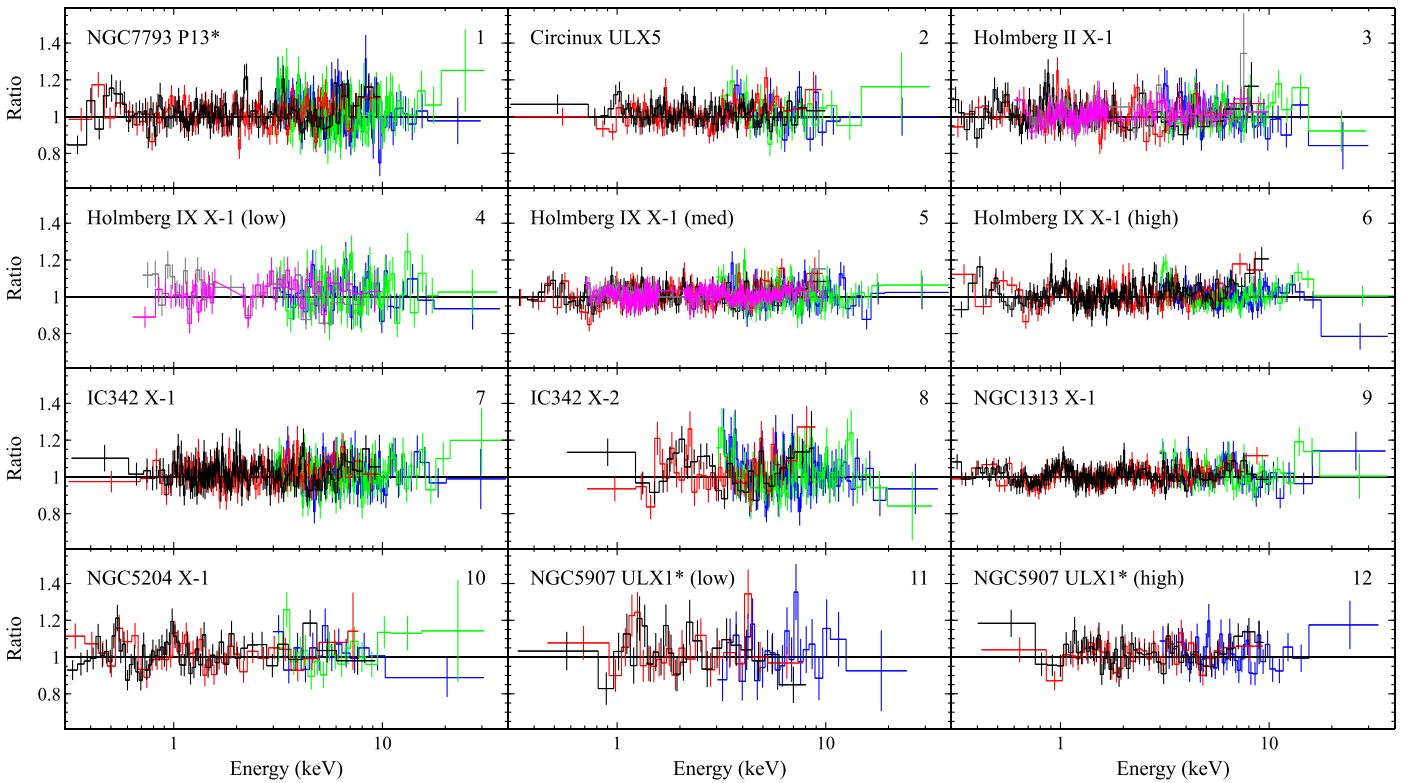 NGC7793 P13* 1
Circinux ULX5 2
Holmberg II X-1 3
Ratio
1.4
1.2
1
0.8
Holmberg IX X-1 (low) 4
Holmberg IX X-1 (med) 5
Holmberg IX X-1 (high) 6
Ratio
1.4
1.2
1
0.8
IC342 X-1 7
IC342 X-2 8
NGC1313 X-1 9
Ratio
1.4
1.2
1
0.8
NGC5204 X-1 10
NGC5907 ULX1* (low) 11
NGC5907 ULX1* (high) 12
Ratio
1.4
1.2
1
0.8
1 10
1 10
1 10
Energy (keV)
Energy (keV)
Energy (keV)